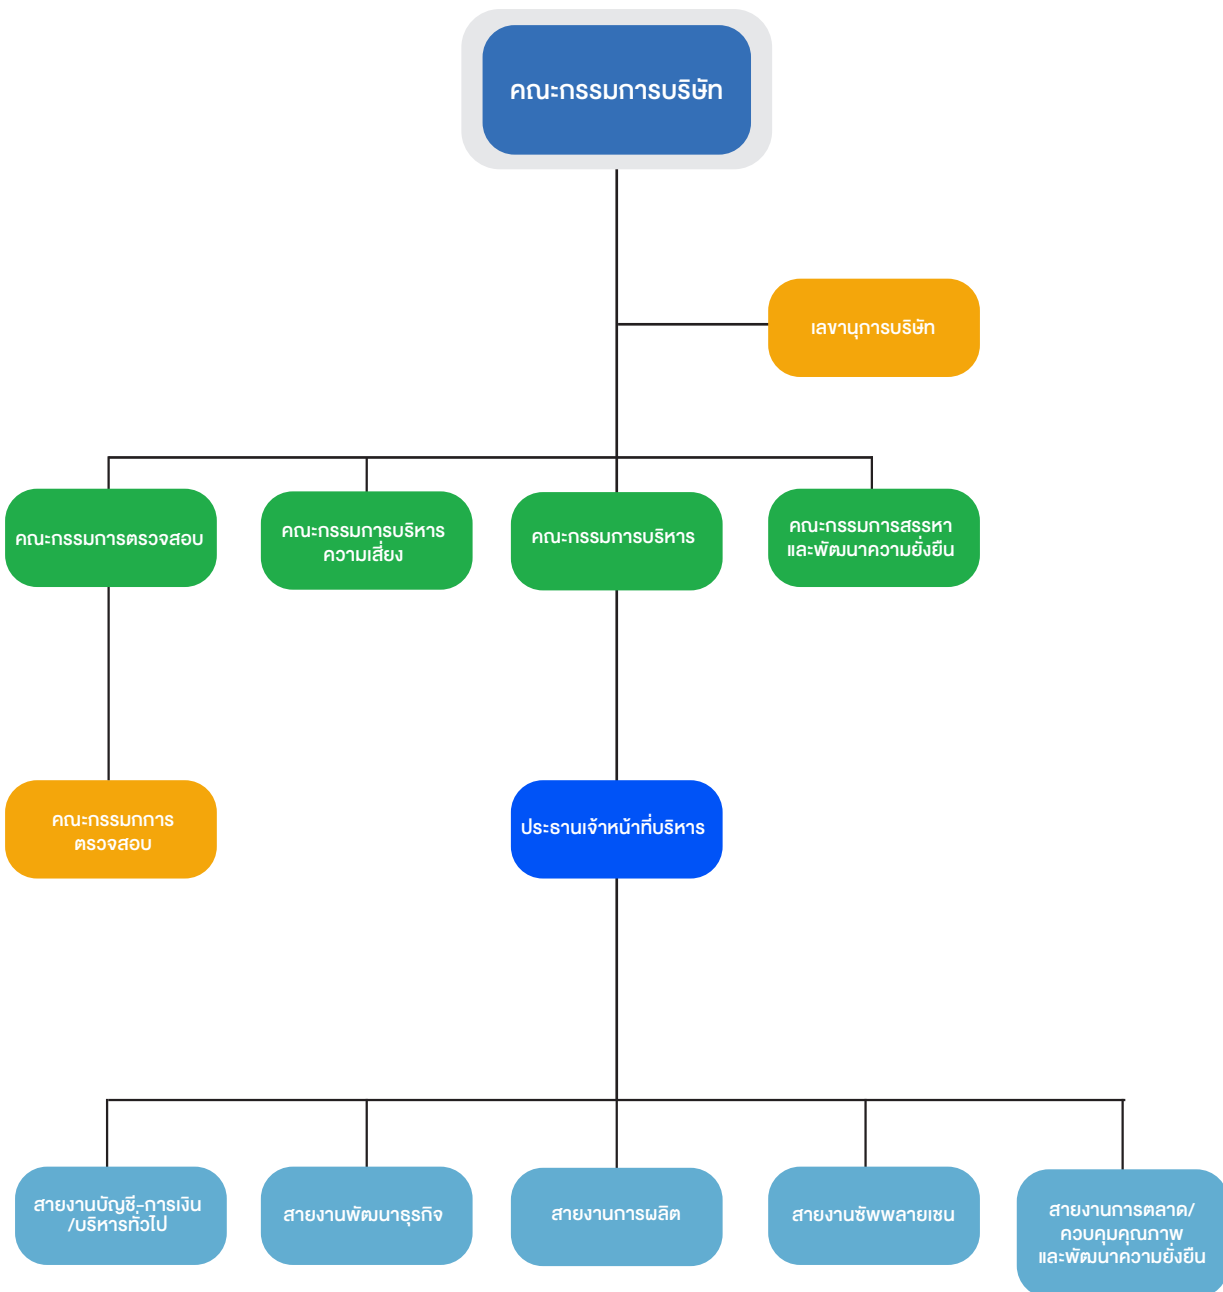 คณะกรรมการบริษัท
เลขานุการบริษัท
คณะกรรมการตรวจสอบ
คณะกรรมการบริหาร
ความเสี่ยง
คณะกรรมการบริหาร
คณะกรรมการสรรหา
และพัฒนาความยั่งยืน
คณะกรรมกการ
ตรวจสอบ
ประธานเจ้าหน้าที่บริหาร
สายงานบัญชี-การเงิน
/บริหารทั่วไป
สายงานพัฒนาธุรกิจ
สายงานการผลิต
สายงานซัพพลายเชน
สายงานการตลาด/
ควบคุมคุณภาพ
และพัฒนาความยั่งยืน